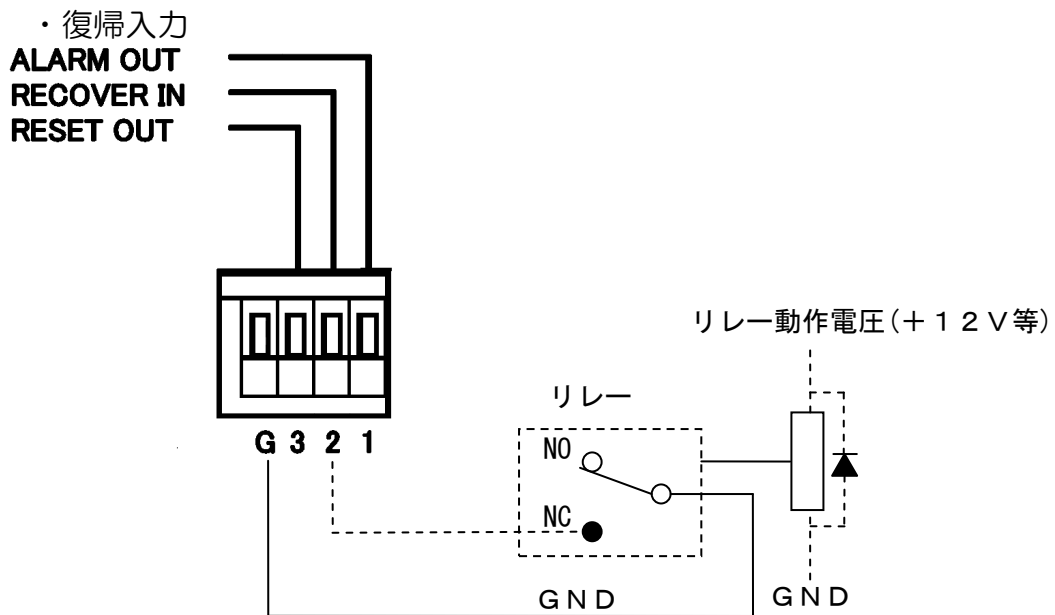 ・復帰入力
ALARM OUT
RECOVER IN
RESET OUT
リレー動作電圧(＋１２Ｖ等)
リレー
G 3 2 1
NO
NC
ＧＮＤ
ＧＮＤ